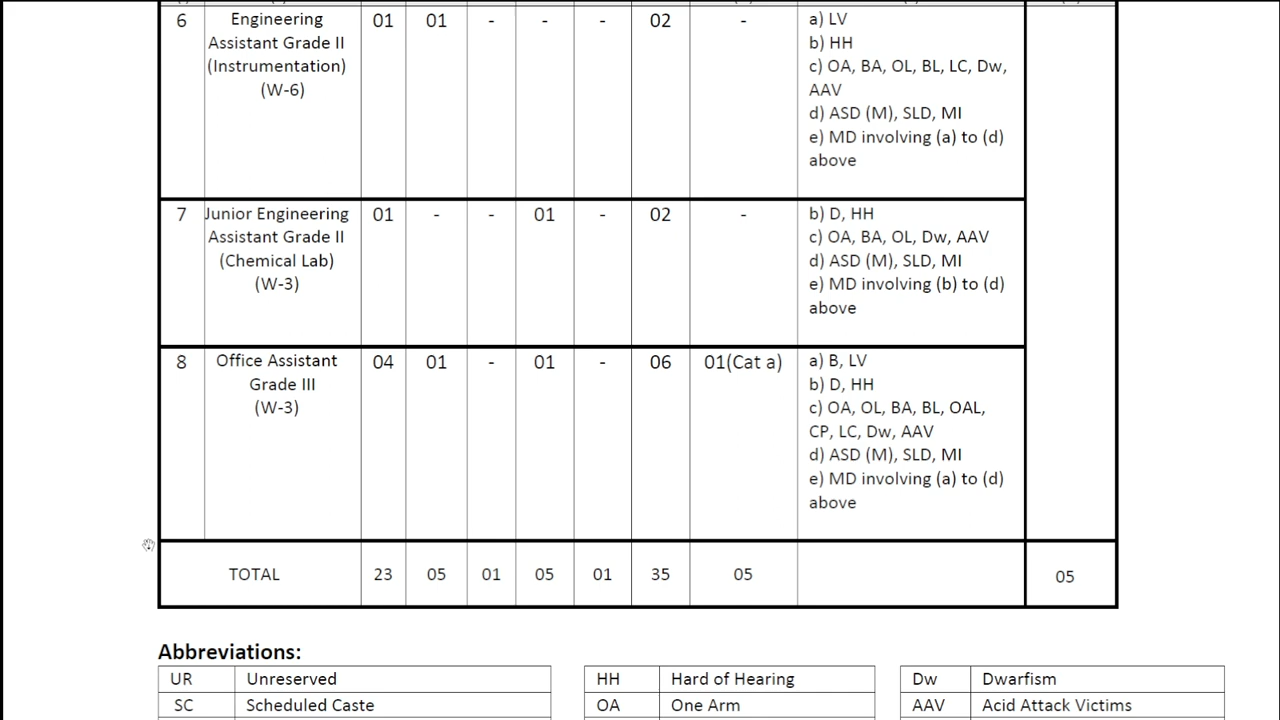 6 Engineering 01 01 - - - 02 - a) LV
Assistant Grade II b) HH
(Instrumentation) c) OA, BA, OL, BL, LC, Dw,
(W-6) AAV
d) ASD (M), SLD, MI
e) MD involving (a) to (d)
above
7 Junior Engineering 01 - - 01 - 02 - b) D, HH
Assistant Grade II c) OA, BA, OL, Dw, AAV
(Chemical Lab) d) ASD (M), SLD, MI
(W-3) e) MD involving (b) to (d)
above
8 Office Assistant 04 01 - 01 - 06 01(Cat a) a) B, LV
Grade III b) D, HH
(W-3) c) OA, OL, BA, BL, OAL,
CP, LC, Dw, AAV
d) ASD (M), SLD, MI
e) MD involving (a) to (d)
above
TOTAL 23 05 01 05 01 35 05 05
Abbreviations:
UR Unreserved HH Hard of Hearing Dw Dwarfism
SC Scheduled Caste OA One Arm AAV Acid Attack Victims